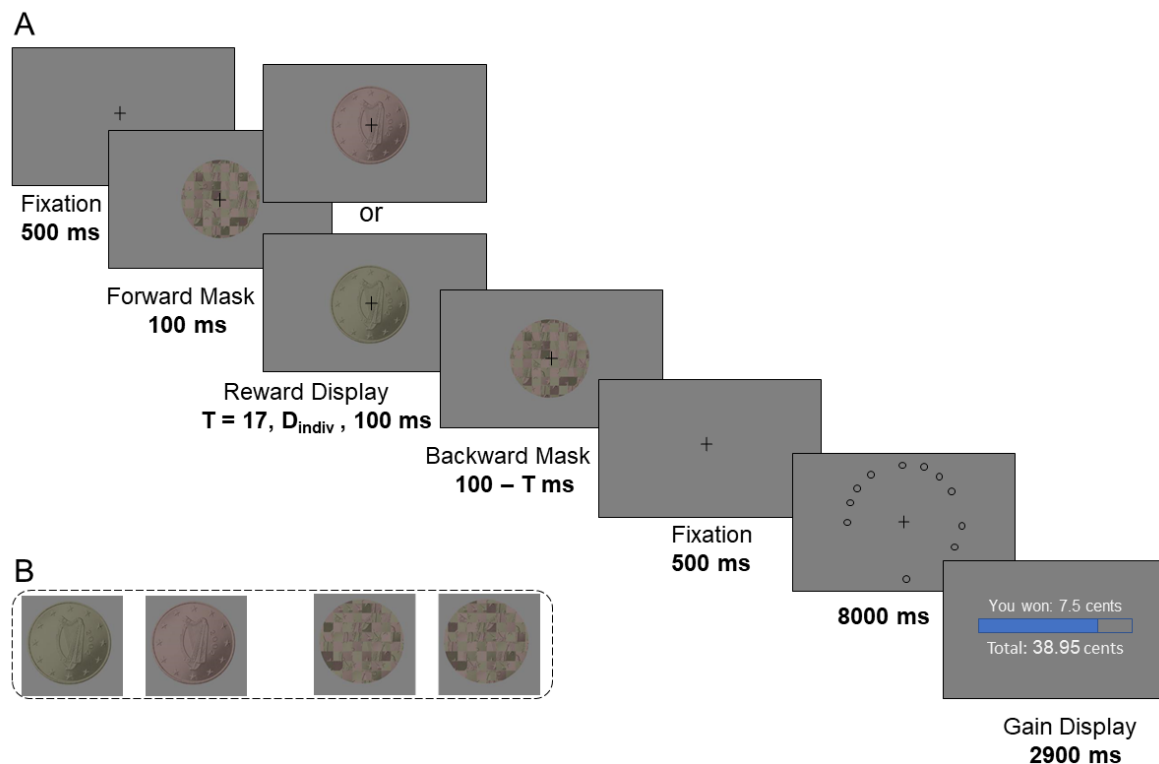 A
Fixation
500 ms
Forward Mask
100 ms
or
Reward Display
T = 17, Dindiv , 100 ms
Backward Mask
100 – T ms
Fixation
500 ms
8000 ms
You won: 7.5 cents
Total: 38.95 cents
Gain Display
2900 ms
B